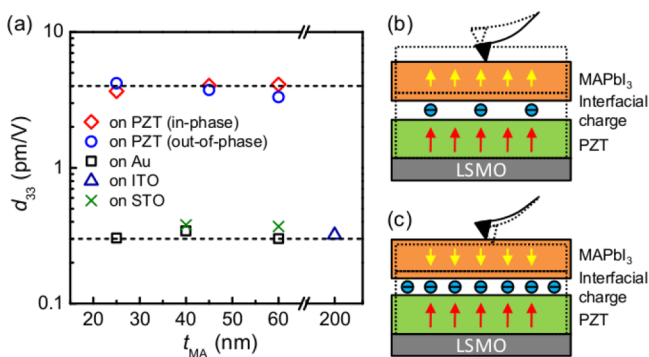 (a)
10
1
0.1
d33 (pm/V)
on PZT (in-phase)
on PZT (out-of-phase)
on Au
on ITO
on STO
20 30 40 50 60 200
tMA (nm)
(b)
MAPbI3
Interfacial
charge
PZT
LSMO
(c)
MAPbI3
Interfacial
charge
PZT
LSMO